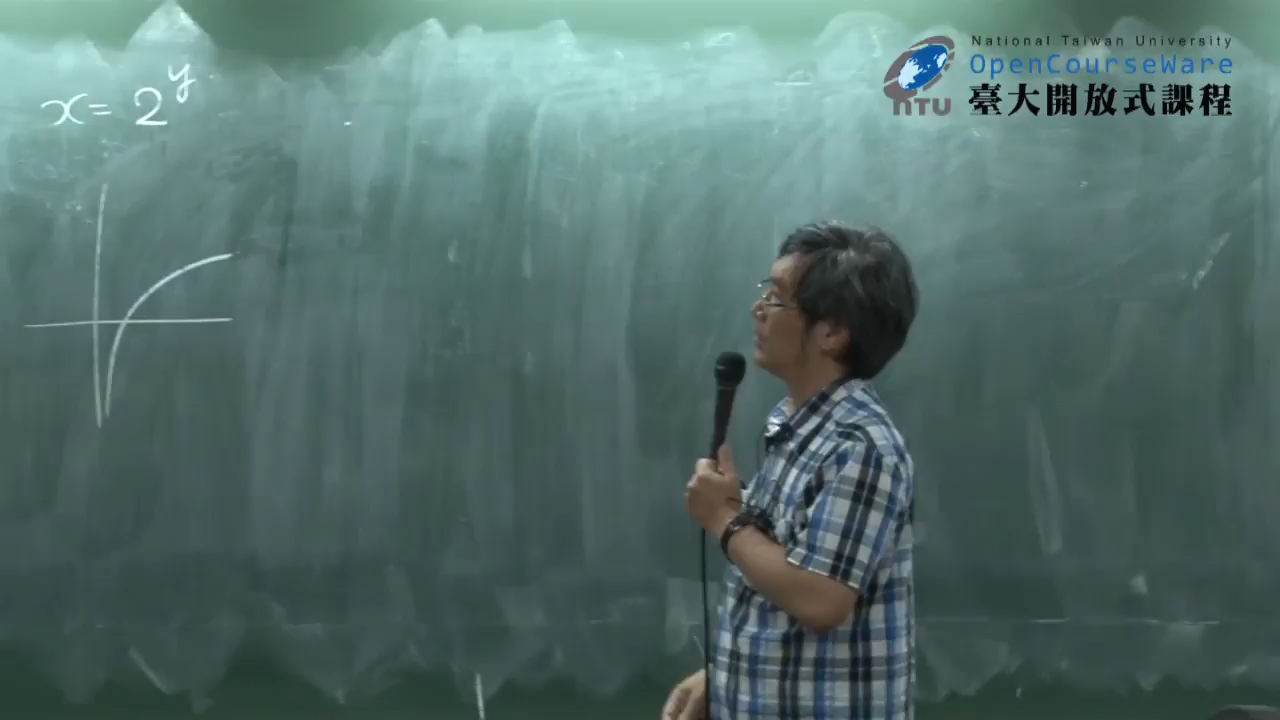 x = 2^y
National Taiwan University
OpenCourseWare
NTU
臺大開放式課程